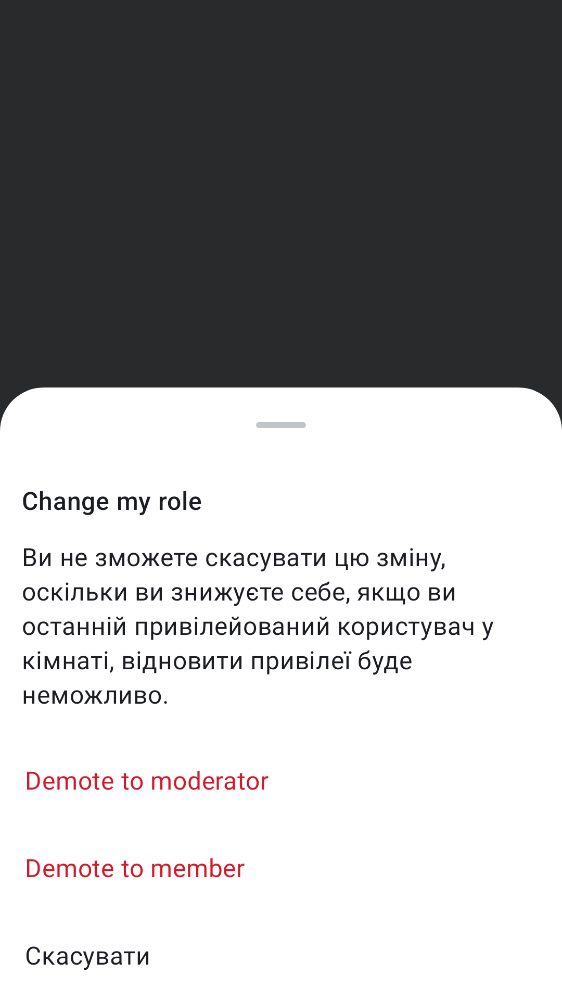 Change my role
Ви не зможете скасувати цю зміну,
оскільки ви знижуєте себе, якщо ви
останній привілейований користувач у
кімнаті, відновити привілеї буде
неможливо.
Demote to moderator
Demote to member
Скасувати